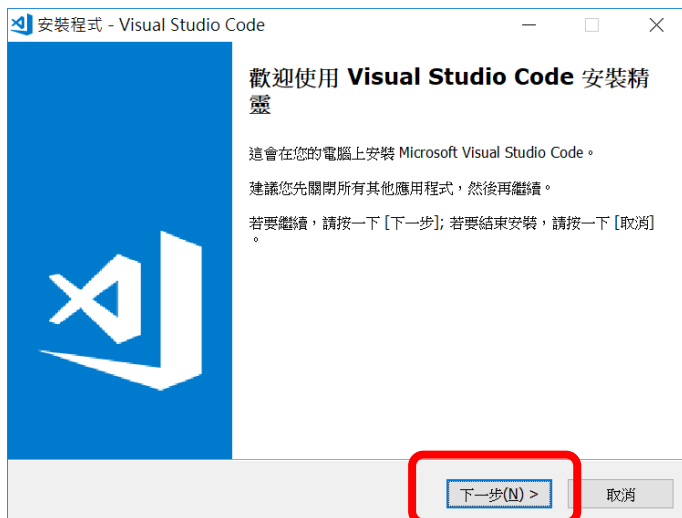 安裝程式 - Visual Studio Code
歡迎使用 Visual Studio Code 安裝精
靈
這會在您的電腦上安裝 Microsoft Visual Studio Code。
建議您先關閉所有其他應用程式，然後再繼續。
若要繼續，請按一下 [下一步]; 若要結束安裝，請按一下 [取消]
。
下一步(N) >
取消